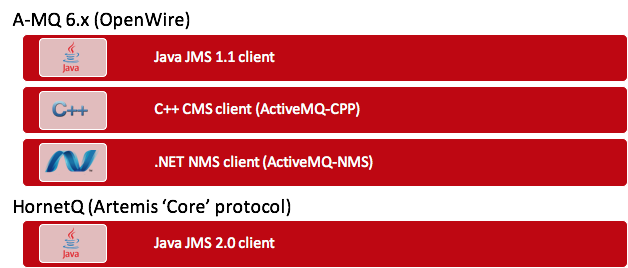 A-MQ 6.x (OpenWire)
Java
Java JMS 1.1 client
C++
C++ CMS client (ActiveMQ-CPP)
.NET NMS client (ActiveMQ-NMS)
HornetQ (Artemis ‘Core’ protocol)
Java
Java JMS 2.0 client